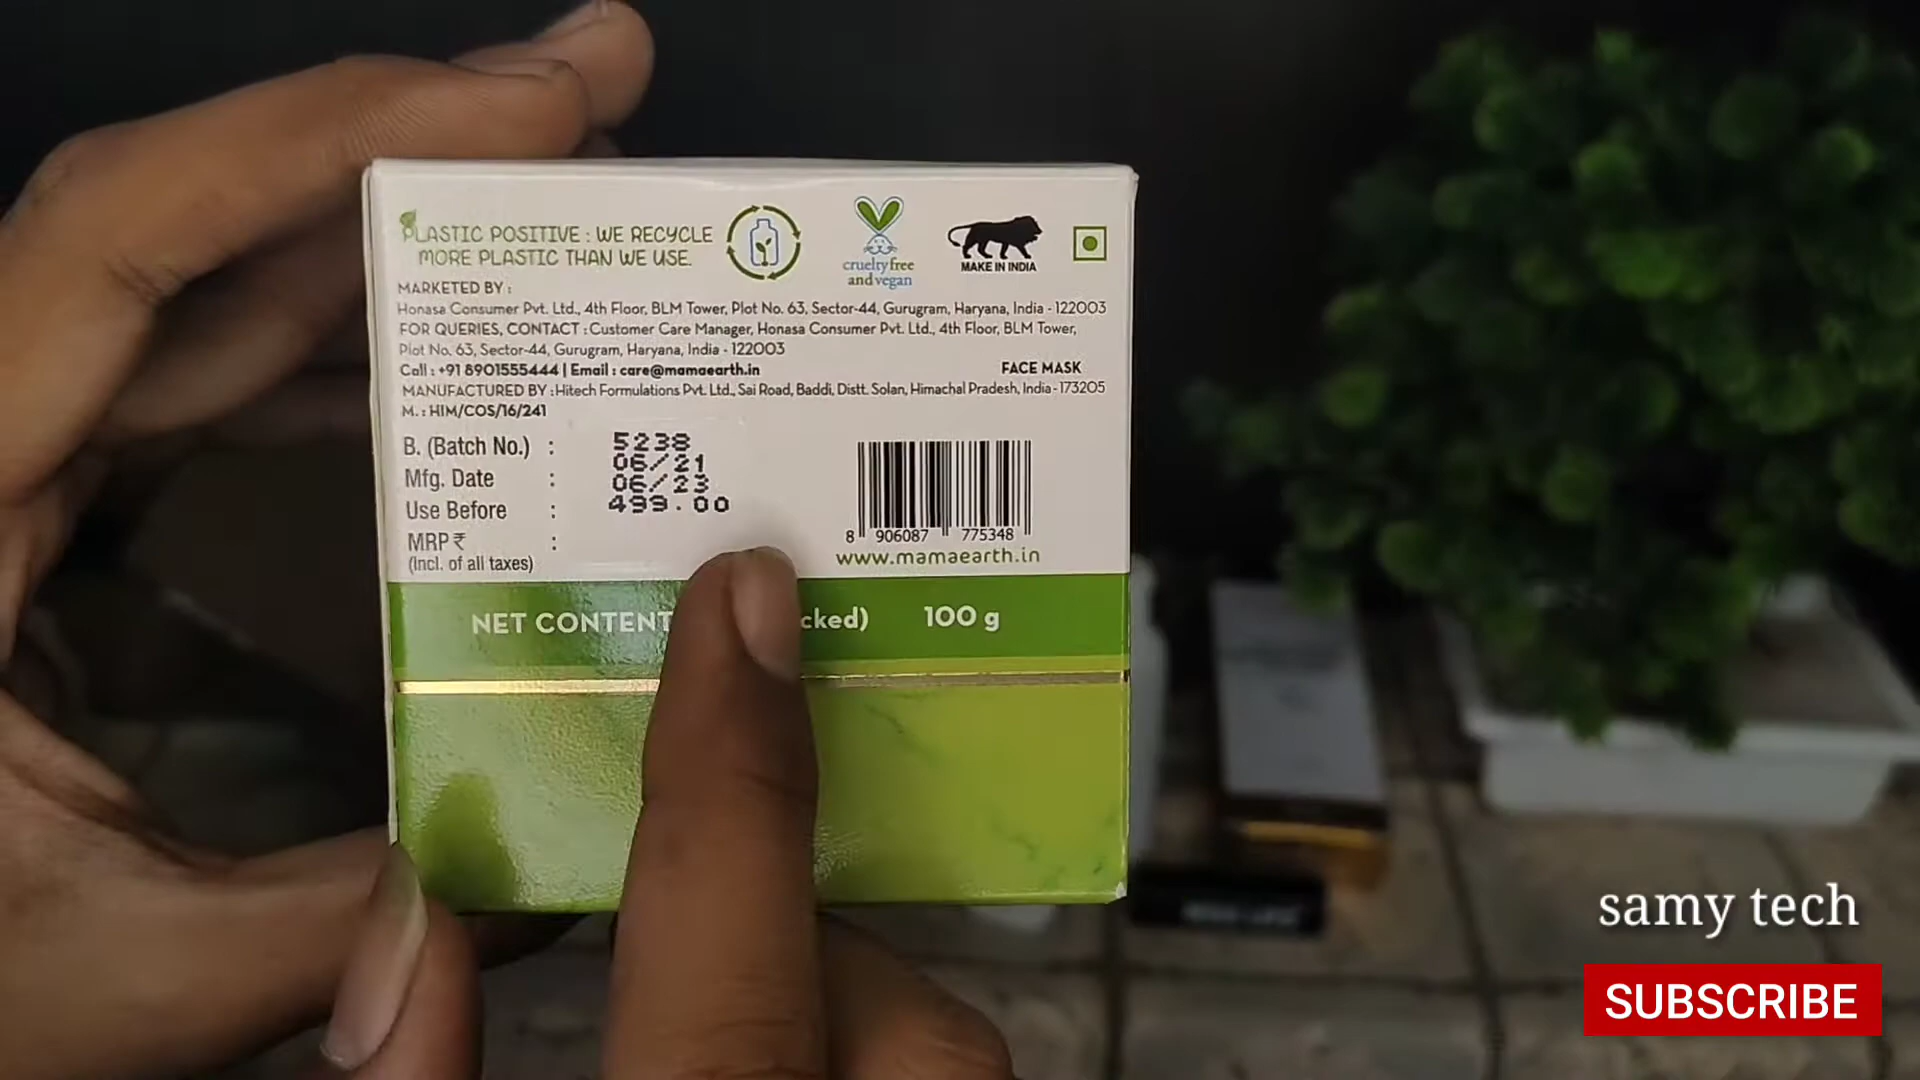 PLASTIC POSITIVE : WE RECYCLE
MORE PLASTIC THAN WE USE.
cruelty free
and vegan
MAKE IN INDIA
MARKETED BY :
Honasa Consumer Pvt. Ltd., 4th Floor, BLM Tower, Plot No. 63, Sector-44, Gurugram, Haryana, India - 122003
FOR QUERIES, CONTACT : Customer Care Manager, Honasa Consumer Pvt. Ltd., 4th Floor, BLM Tower,
Plot No. 63, Sector-44, Gurugram, Haryana, India - 122003
Call : +91 8901555444 | Email : care@mamaearth.in
FACE MASK
MANUFACTURED BY : Hitech Formulations Pvt. Ltd., Sai Road, Baddi, Distt. Solan, Himachal Pradesh, India - 173205
M. : HIM/COS/16/241
B. (Batch No.) : 5238
Mfg. Date : 06/21
Use Before : 06/23
MRP ₹ : 499.00
(Incl. of all taxes)
8 906087 775348
www.mamaearth.in
NET CONTENT cked) 100 g
samy tech
SUBSCRIBE